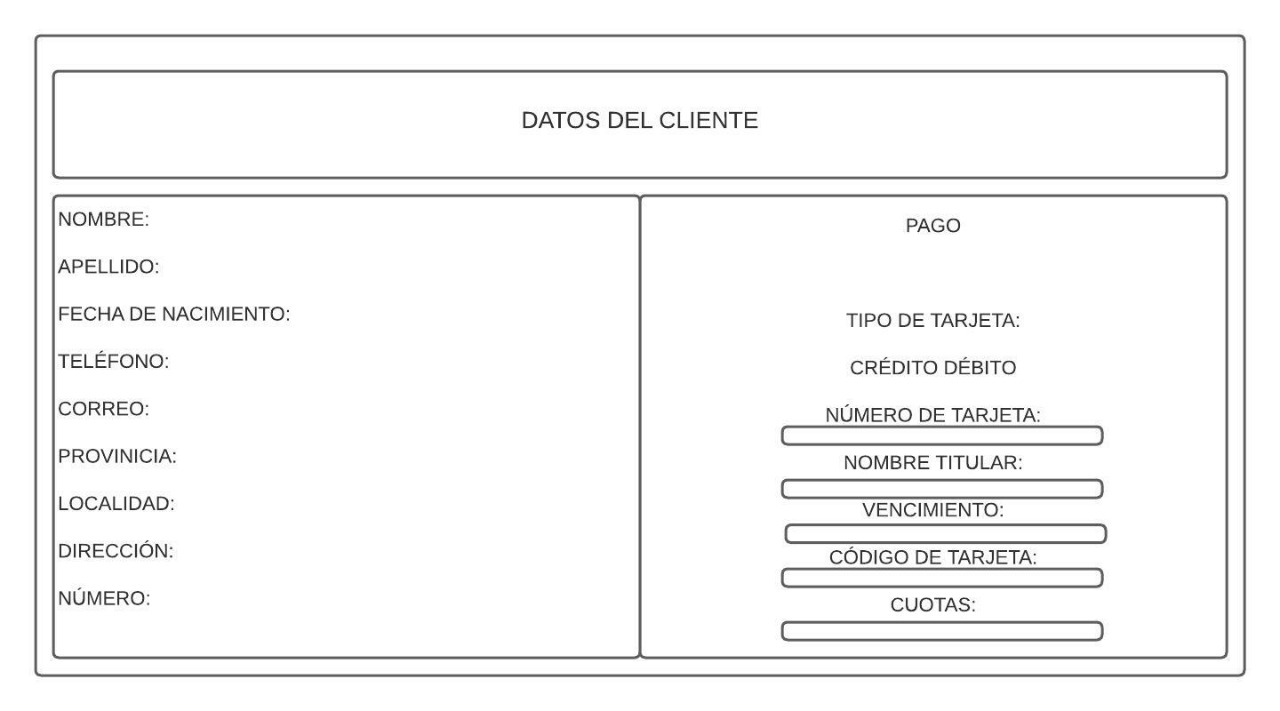 DATOS DEL CLIENTE
NOMBRE:
APELLIDO:
FECHA DE NACIMIENTO:
TELÉFONO:
CORREO:
PROVINICIA:
LOCALIDAD:
DIRECCIÓN:
NÚMERO:
PAGO
TIPO DE TARJETA:
CRÉDITO DÉBITO
NÚMERO DE TARJETA:
NOMBRE TITULAR:
VENCIMIENTO:
CÓDIGO DE TARJETA:
CUOTAS: